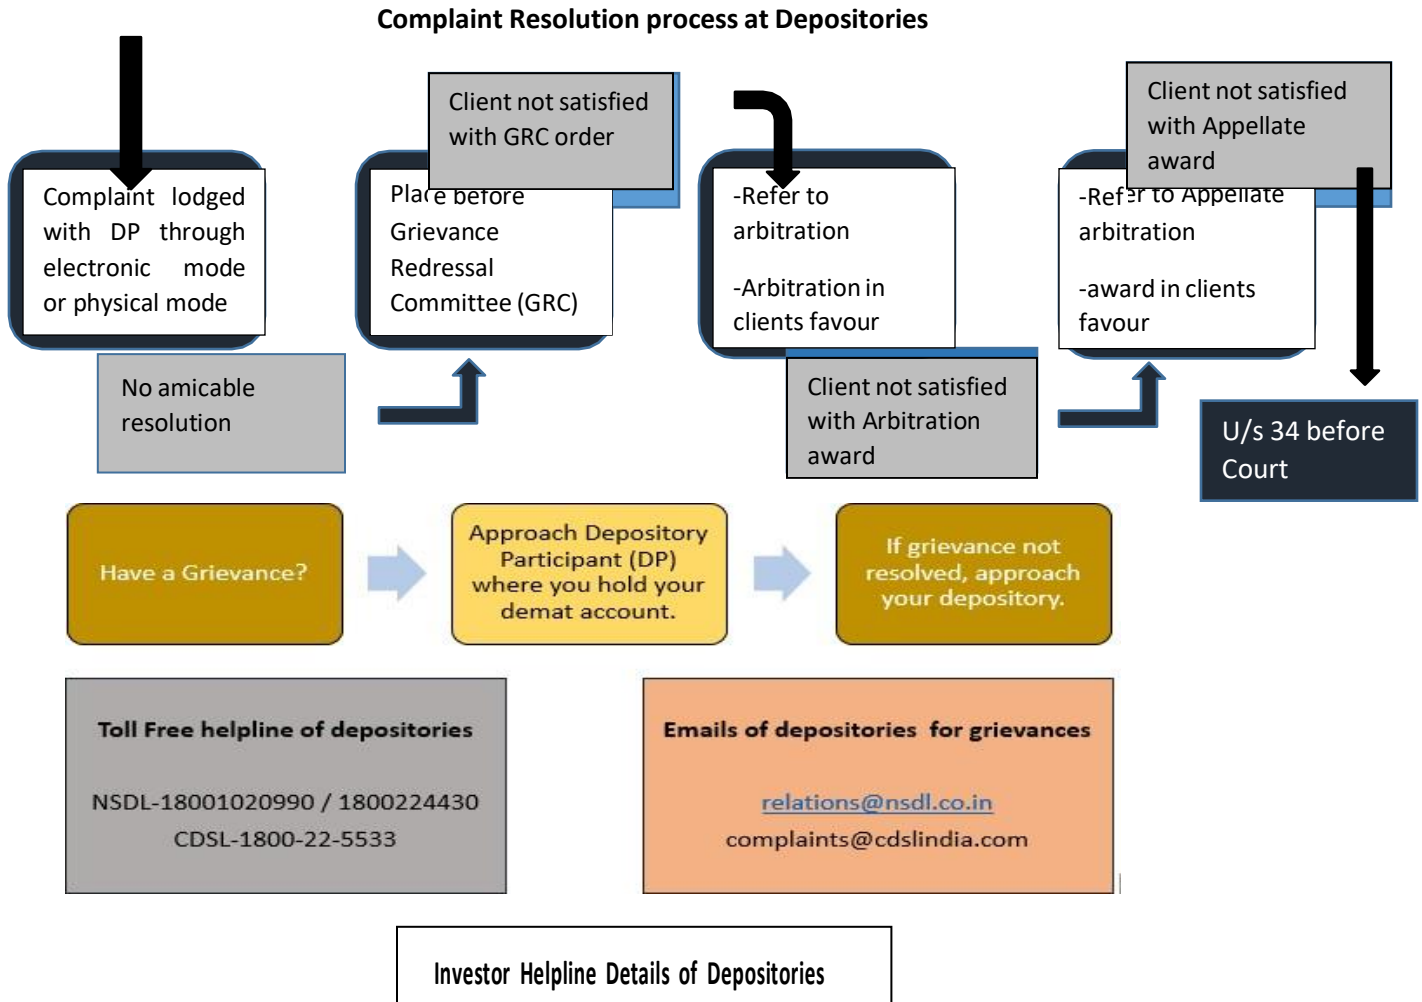 Complaint Resolution process at Depositories
Complaint lodged
with DP through
electronic mode
or physical mode
No amicable
resolution
Place before
Grievance
Redressal
Committee (GRC)
Client not satisfied
with GRC order
-Refer to
arbitration
-Arbitration in
clients favour
Client not satisfied
with Arbitration
award
-Refer to Appellate
arbitration
-award in clients
favour
Client not satisfied
with Appellate
award
U/s 34 before
Court
Have a Grievance?
Approach Depository
Participant (DP)
where you hold your
demat account.
If grievance not
resolved, approach
your depository.
Toll Free helpline of depositories
NSDL-18001020990 / 1800224430
CDSL-1800-22-5533
Emails of depositories for grievances
relations@nsdl.co.in
complaints@cdslindia.com
Investor Helpline Details of Depositories